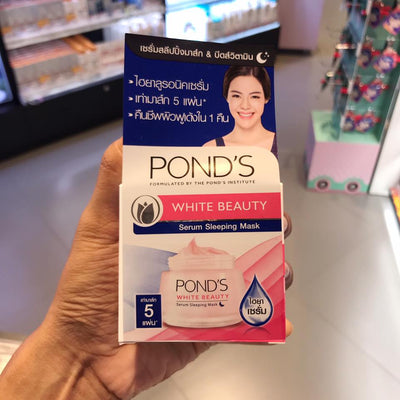 เซรั่มสลีปปิ้งมาส์ก & บีดส์วิตามิน
> ไฮยาลูรอนิคเซรั่ม
> เท่ามาส์ก 5 แผ่น*
> คืนชีพผิวฟูเด้งใน 1 คืน
POND'S
FORMULATED BY THE POND'S INSTITUTE
WHITE BEAUTY
Serum Sleeping Mask
POND'S
WHITE BEAUTY
Serum Sleeping Mask
เท่ามาส์ก
5
แผ่น*
ไฮยา
เซรั่ม